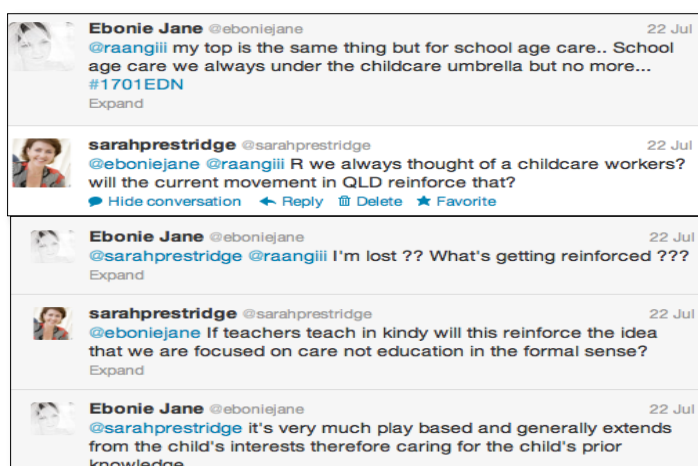 Ebonie Jane @eboniejane 22 Jul
@raangiii my top is the same thing but for school age care.. School
age care we always under the childcare umbrella but no more...
#1701EDN
Expand
sarahprestridge @sarahprestridge 22 Jul
@eboniejane @raangiii R we always thought of a childcare workers?
will the current movement in QLD reinforce that?
Hide conversation Reply Delete Favorite
Ebonie Jane @eboniejane 22 Jul
@sarahprestridge @raangiii I'm lost ?? What's getting reinforced ???
Expand
sarahprestridge @sarahprestridge 22 Jul
@eboniejane If teachers teach in kindy will this reinforce the idea
that we are focused on care not education in the formal sense?
Expand
Ebonie Jane @eboniejane 22 Jul
@sarahprestridge it's very much play based and generally extends
from the child's interests therefore caring for the child's prior
knowledge